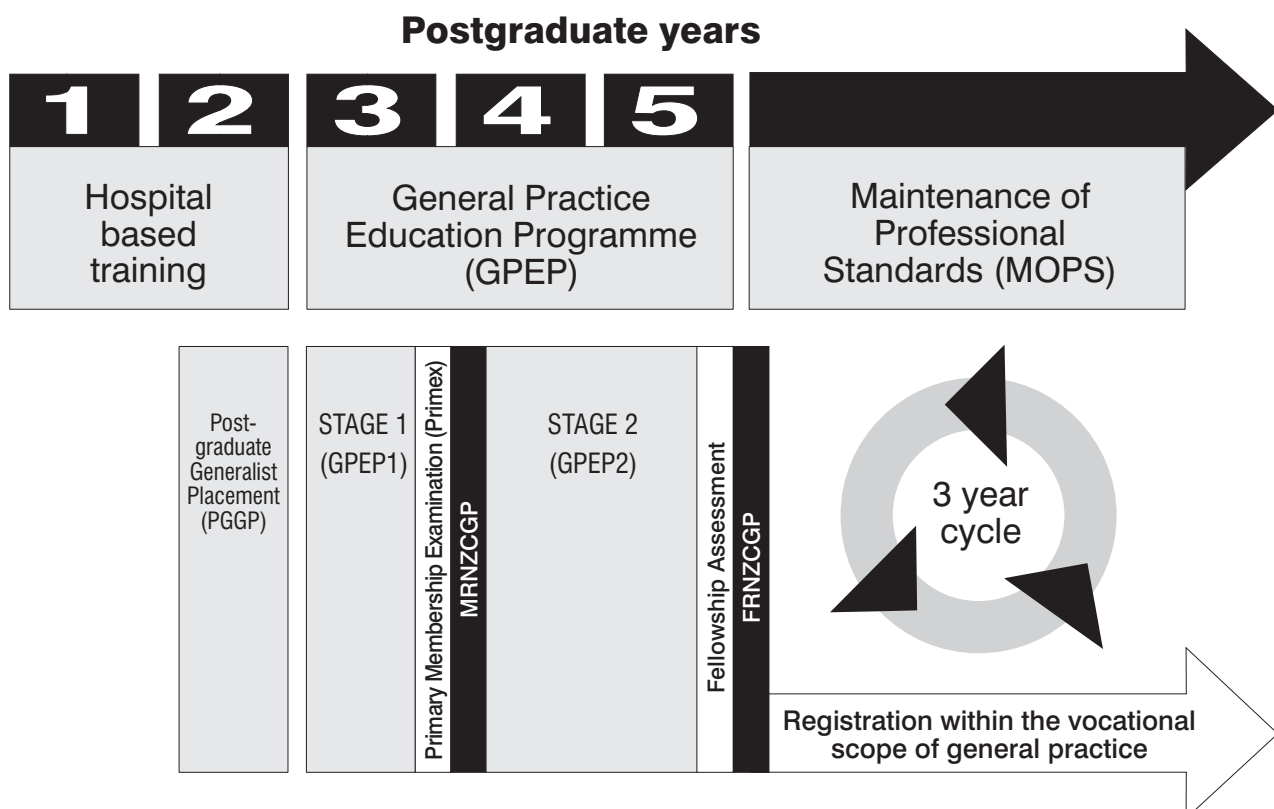 Postgraduate years
1 2 3 4 5
Hospital
based
training
General Practice
Education Programme
(GPEP)
Maintenance of
Professional
Standards (MOPS)
Post-
graduate
Generalist
Placement
(PGGP)
STAGE 1
(GPEP1)
Primary Membership Examination (Primex)
MRNZCGP
STAGE 2
(GPEP2)
Fellowship Assessment
FRNZCGP
3 year
cycle
Registration within the vocational
scope of general practice